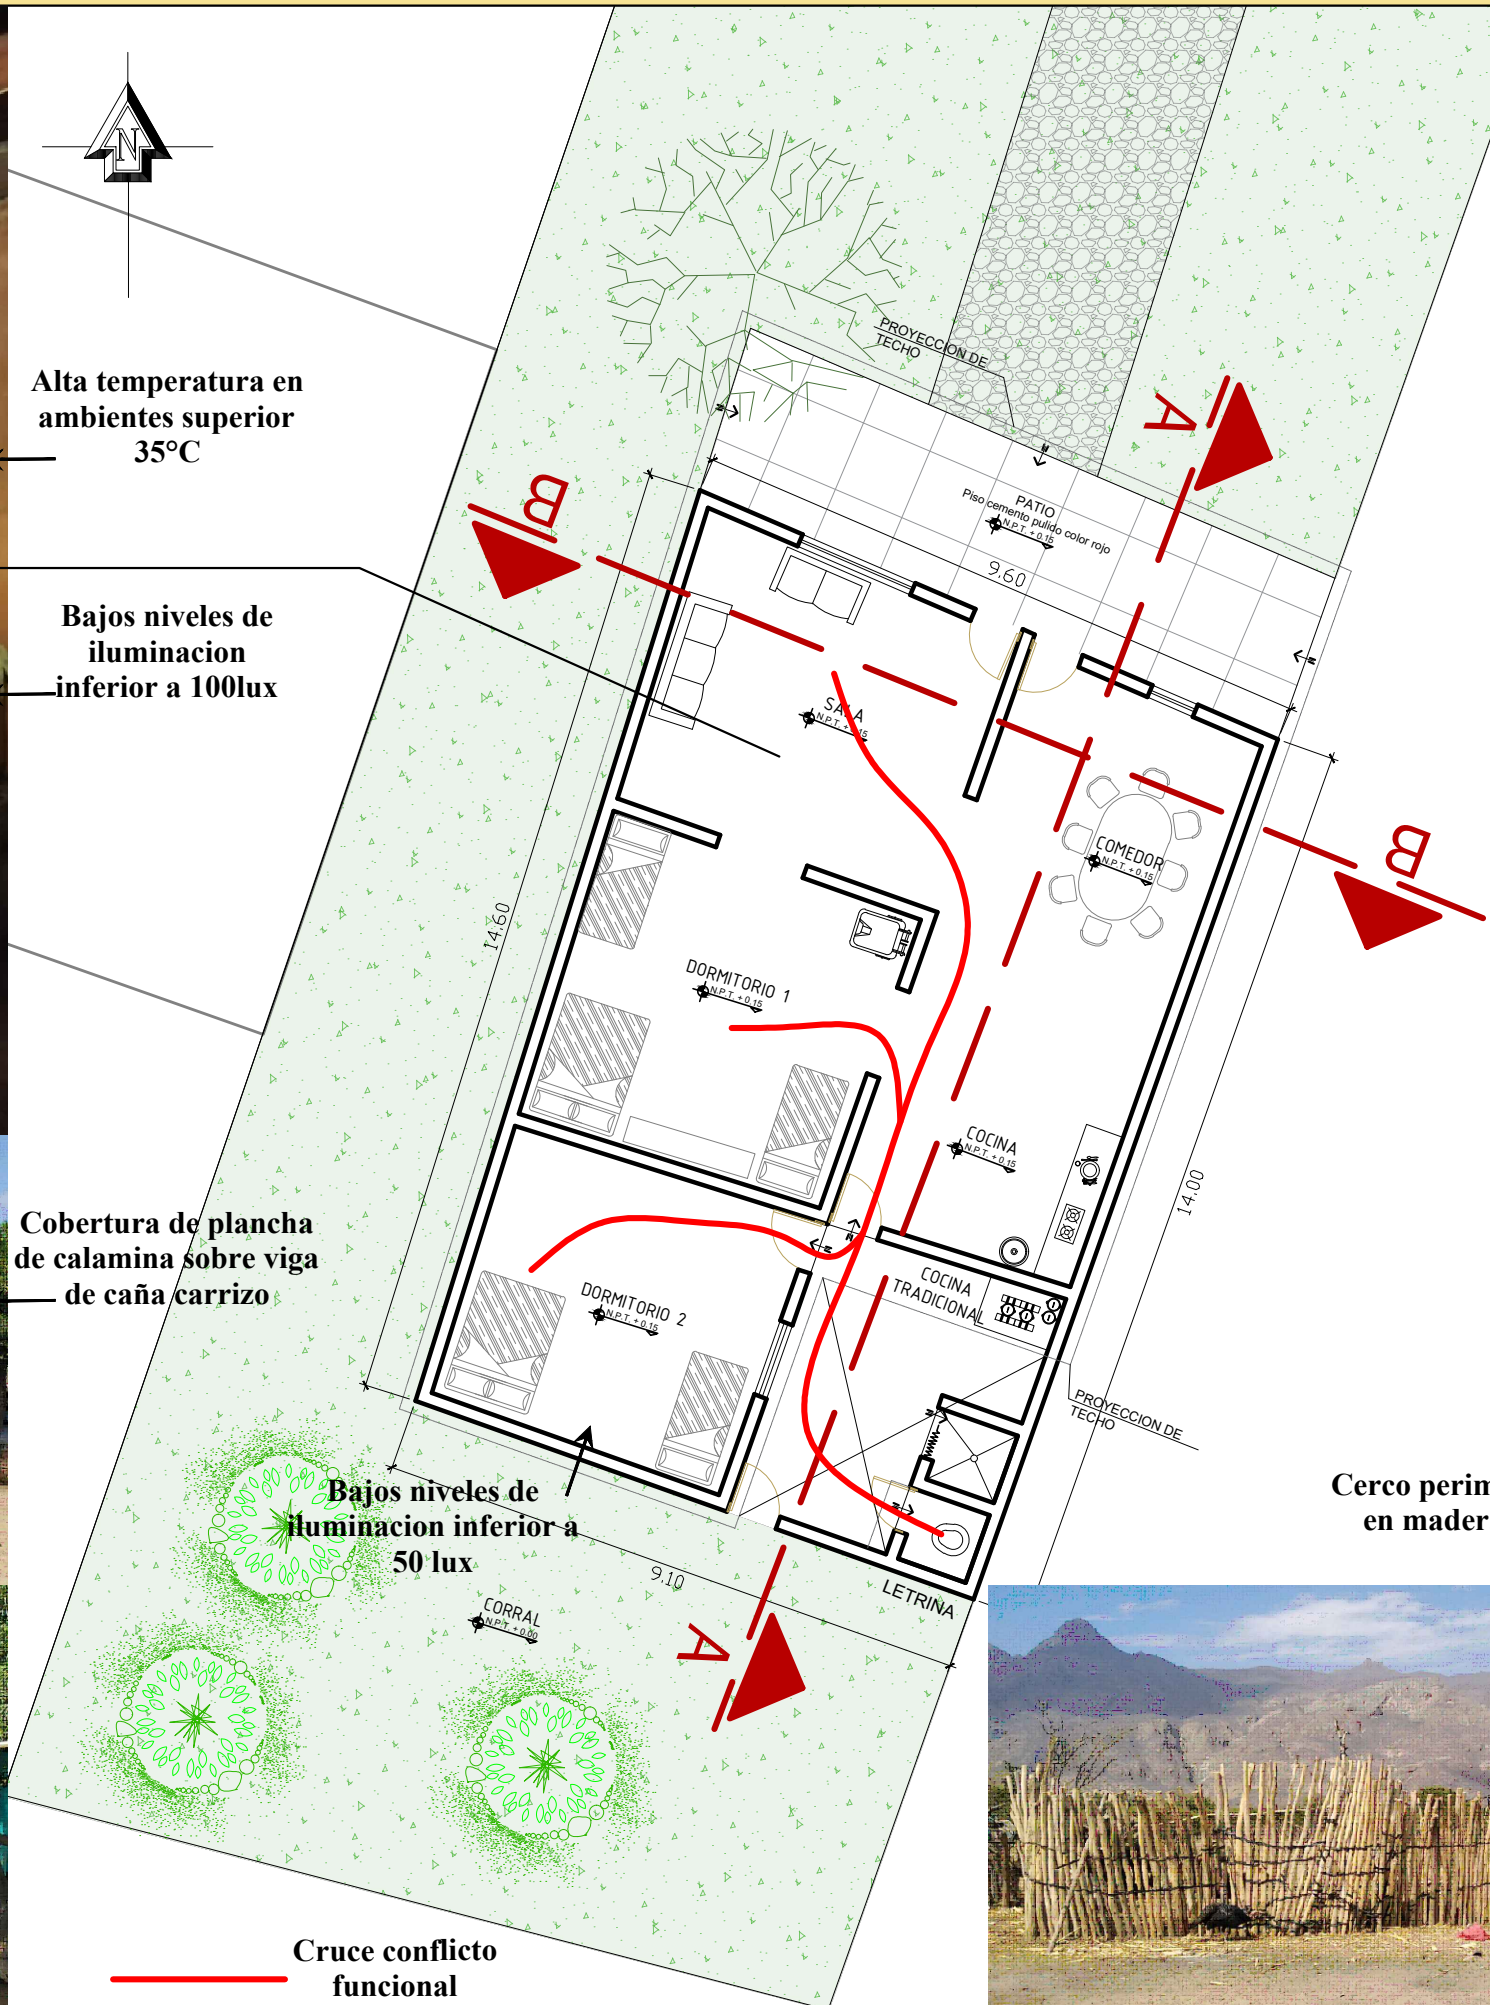 N
Alta temperatura en
ambientes superior
35°C
PROYECCION DE
TECHO
A
B
PATIO
Piso cemento pulido color rojo
N.P.T. +0.15
9.60
Bajos niveles de
iluminacion
inferior a 100lux
SALA
N.P.T. +0.15
COMEDOR
N.P.T. +0.15
B
14.60
DORMITORIO 1
N.P.T. +0.15
COCINA
N.P.T. +0.15
14.00
Cobertura de plancha
de calamina sobre viga
de caña carrizo
COCINA
TRADICIONAL
DORMITORIO 2
N.P.T. +0.15
PROYECCION DE
TECHO
Bajos niveles de
iluminacion inferior a
50 lux
Cerco perim
en mader
9.10
LETRINA
CORRAL
N.P.T. +0.00
A
Cruce conflicto
funcional